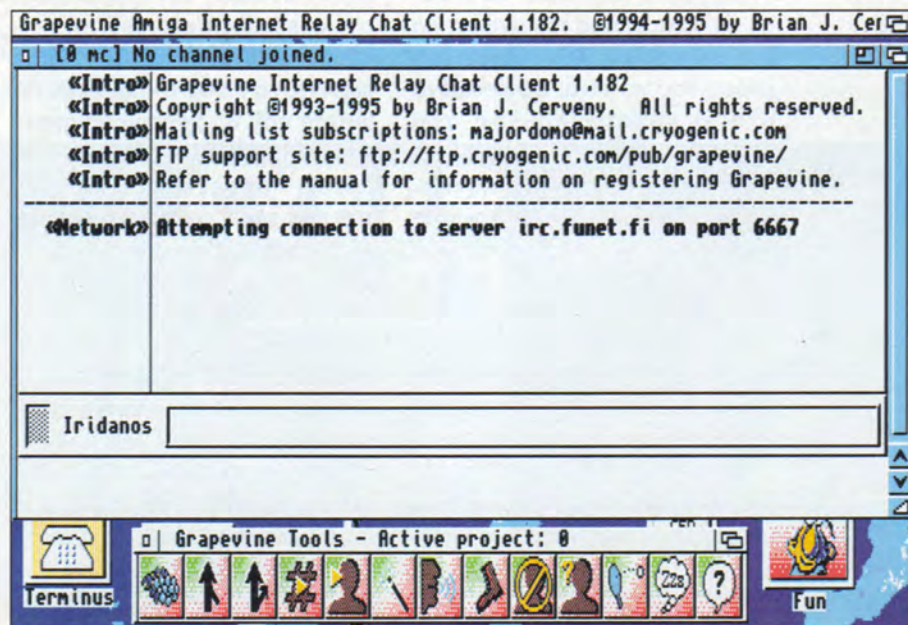 Grapevine Amiga Internet Relay Chat Client 1.182. ©1994-1995 by Brian J. Cer
[0 mc] No channel joined.
«Intro» Grapevine Internet Relay Chat Client 1.182
«Intro» Copyright ©1993-1995 by Brian J. Cerveny. All rights reserved.
«Intro» Mailing list subscriptions: majordomo@mail.cryogenic.com
«Intro» FTP support site: ftp://ftp.cryogenic.com/pub/grapevine/
«Intro» Refer to the manual for information on registering Grapevine.
«Network» Attempting connection to server irc.funet.fi on port 6667
Iridanos
Grapevine Tools - Active project: 0
#
?
ZZz
?
Terminus
Fun